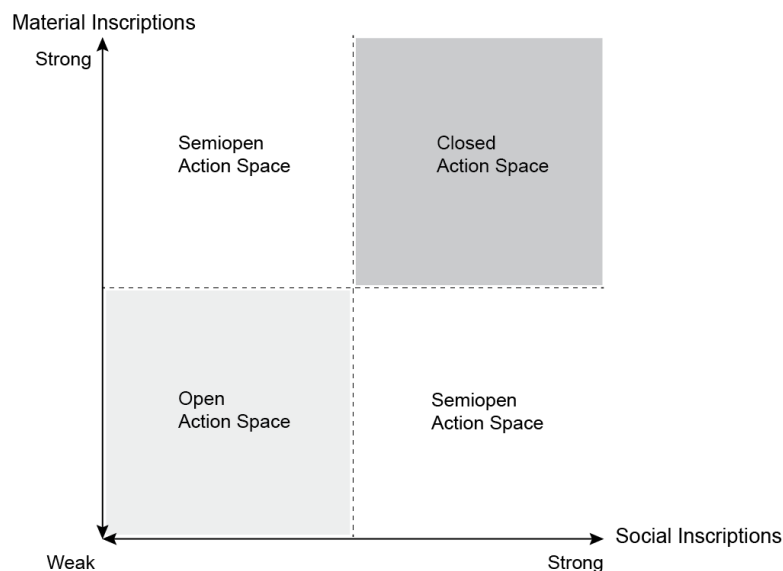 Material Inscriptions
Strong
Semiopen
Action Space
Closed
Action Space
Open
Action Space
Semiopen
Action Space
Social Inscriptions
Weak
Strong